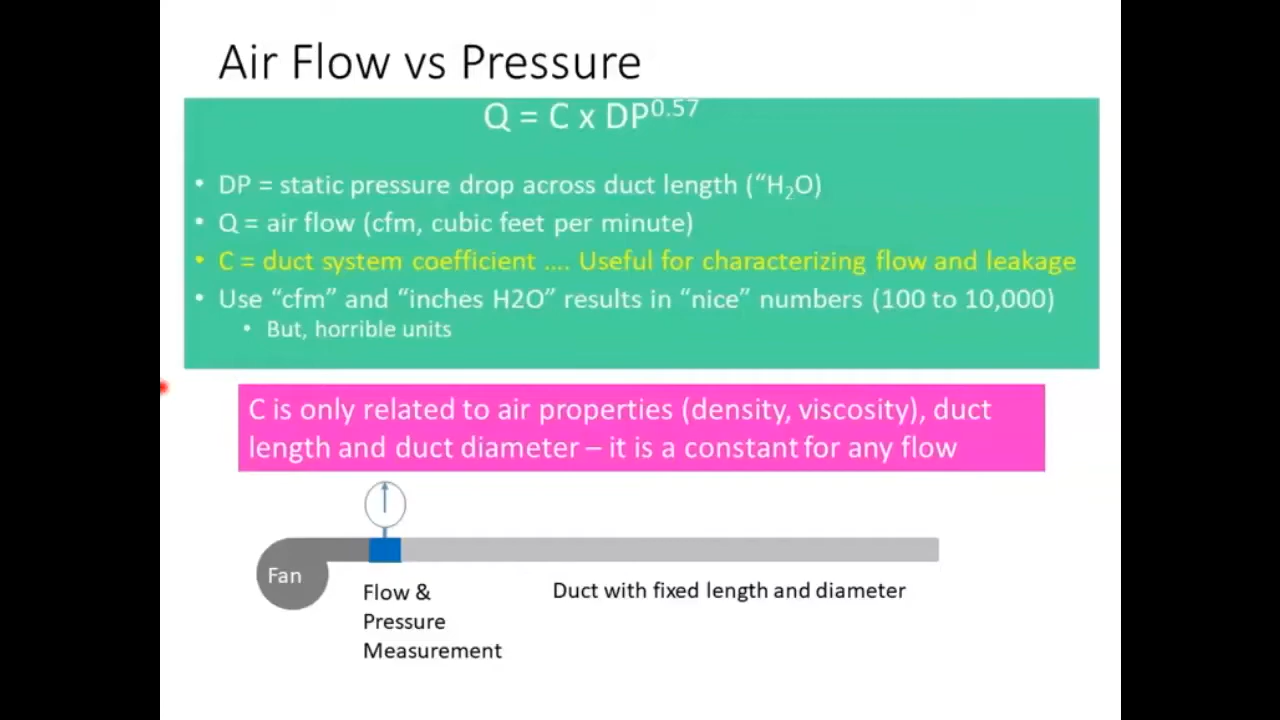 Air Flow vs Pressure
Q = C x DP^0.57
• DP = static pressure drop across duct length (“H₂O)
• Q = air flow (cfm, cubic feet per minute)
• C = duct system coefficient .... Useful for characterizing flow and leakage
• Use “cfm” and “inches H2O” results in “nice” numbers (100 to 10,000)
• But, horrible units
C is only related to air properties (density, viscosity), duct
length and duct diameter – it is a constant for any flow
Fan
Flow &
Pressure
Measurement
Duct with fixed length and diameter